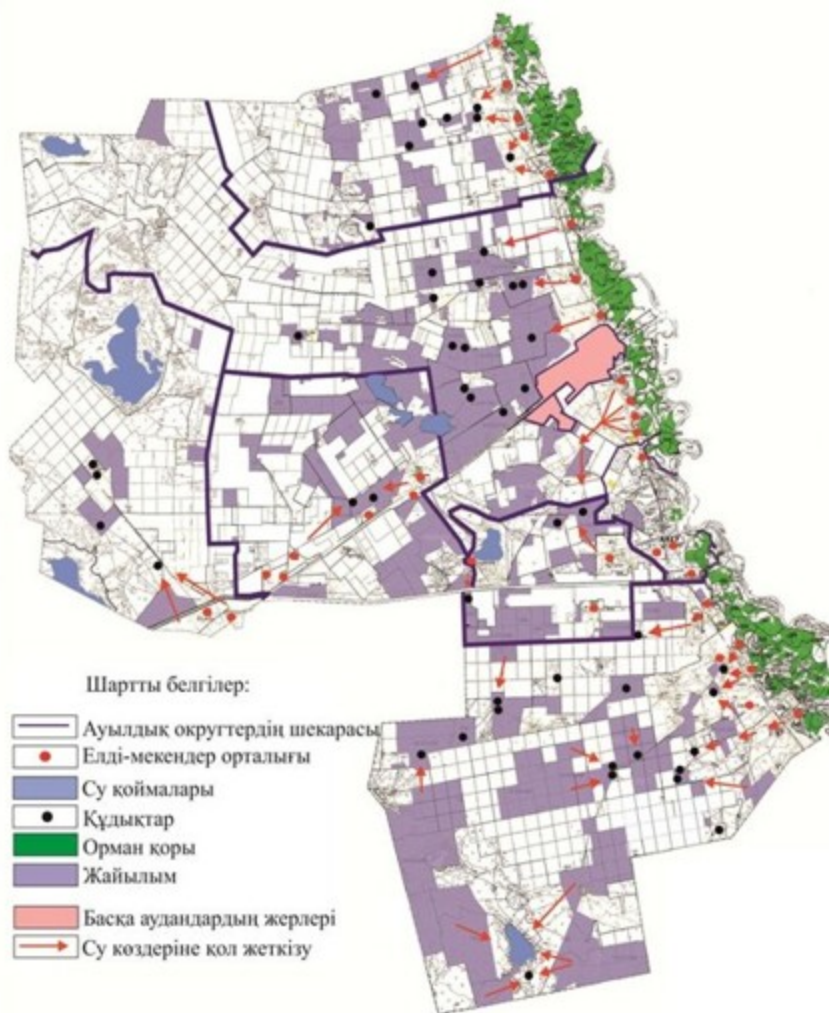 Шартты белгілер:
Ауылдық округтердің шекарасы
Елді-мекендер орталығы
Су қоймалары
Құдықтар
Орман қоры
Жайылым
Басқа аудандардың жерлері
Су көздеріне қол жеткізу